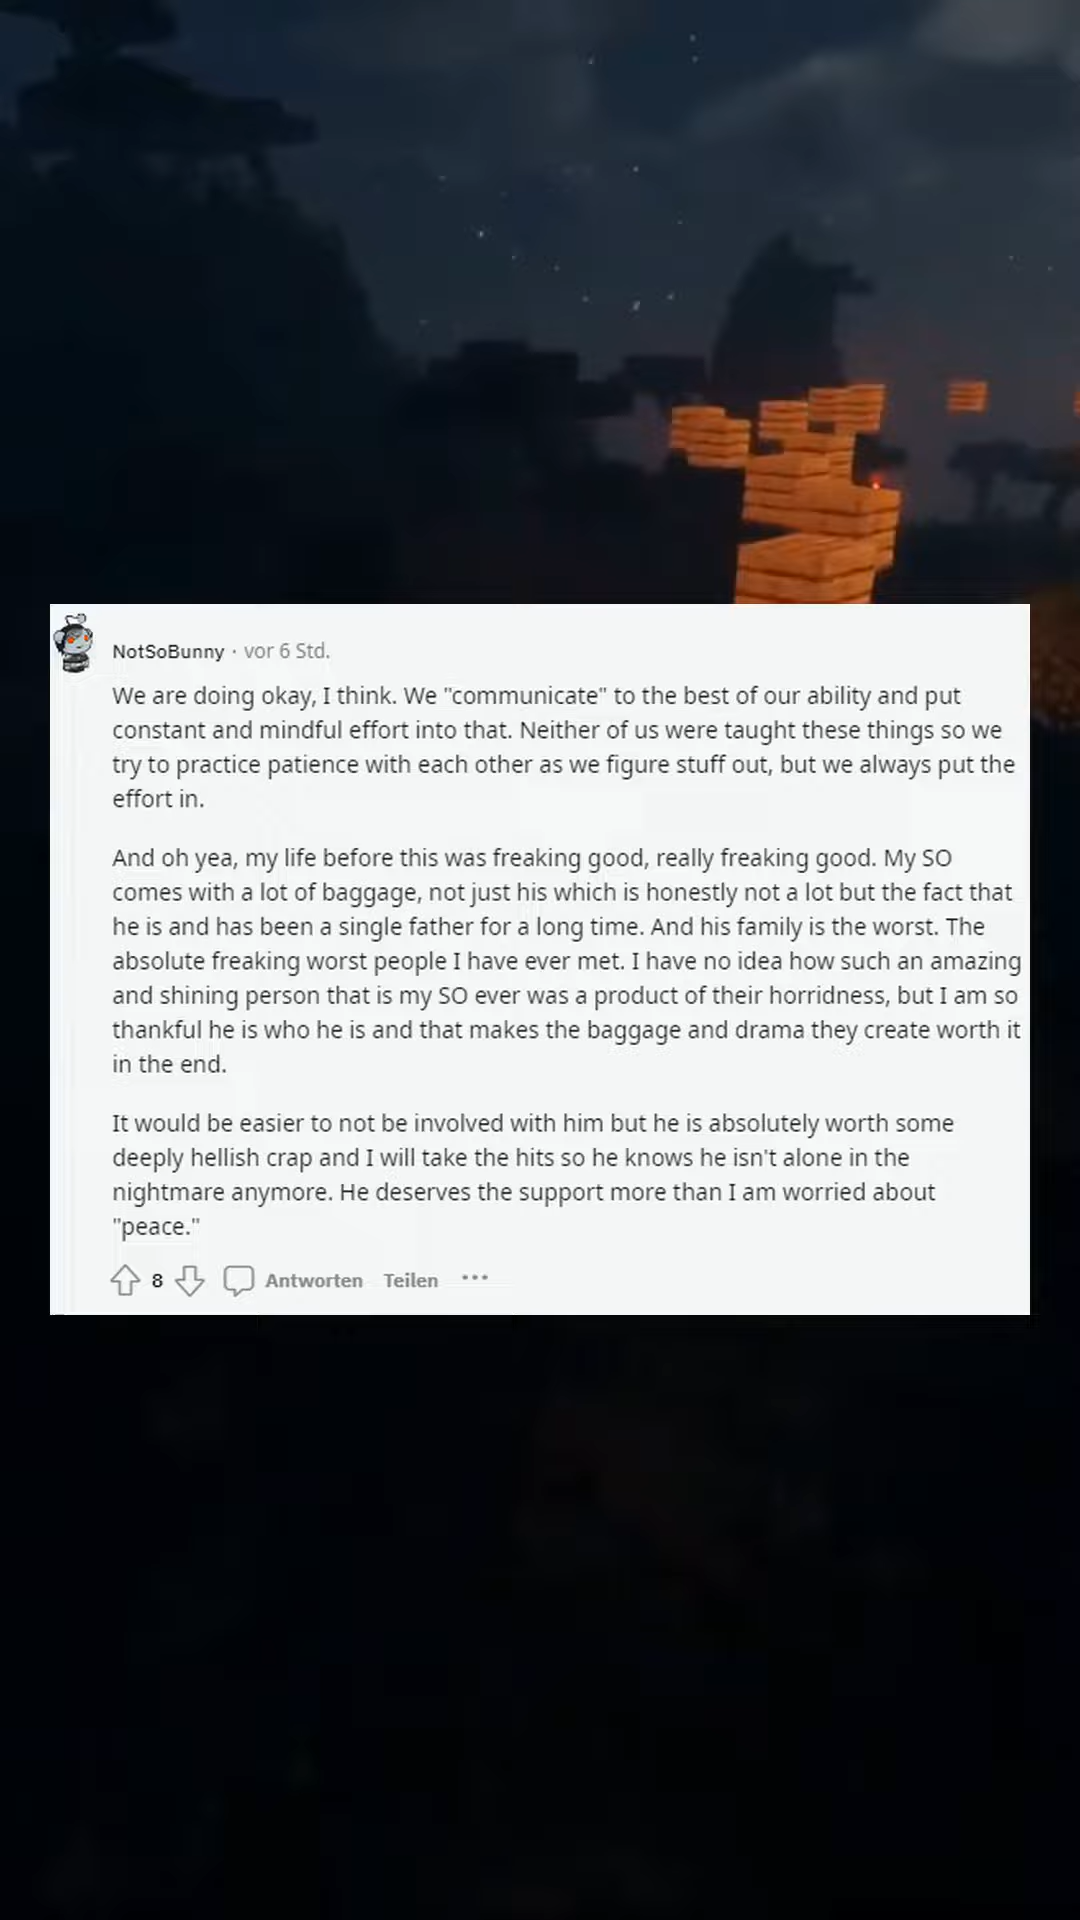 NotSoBunny · vor 6 Std.
We are doing okay, I think. We "communicate" to the best of our ability and put
constant and mindful effort into that. Neither of us were taught these things so we
try to practice patience with each other as we figure stuff out, but we always put the
effort in.
And oh yea, my life before this was freaking good, really freaking good. My SO
comes with a lot of baggage, not just his which is honestly not a lot but the fact that
he is and has been a single father for a long time. And his family is the worst. The
absolute freaking worst people I have ever met. I have no idea how such an amazing
and shining person that is my SO ever was a product of their horridness, but I am so
thankful he is who he is and that makes the baggage and drama they create worth it
in the end.
It would be easier to not be involved with him but he is absolutely worth some
deeply hellish crap and I will take the hits so he knows he isn't alone in the
nightmare anymore. He deserves the support more than I am worried about
"peace."
8 Antworten Teilen ···